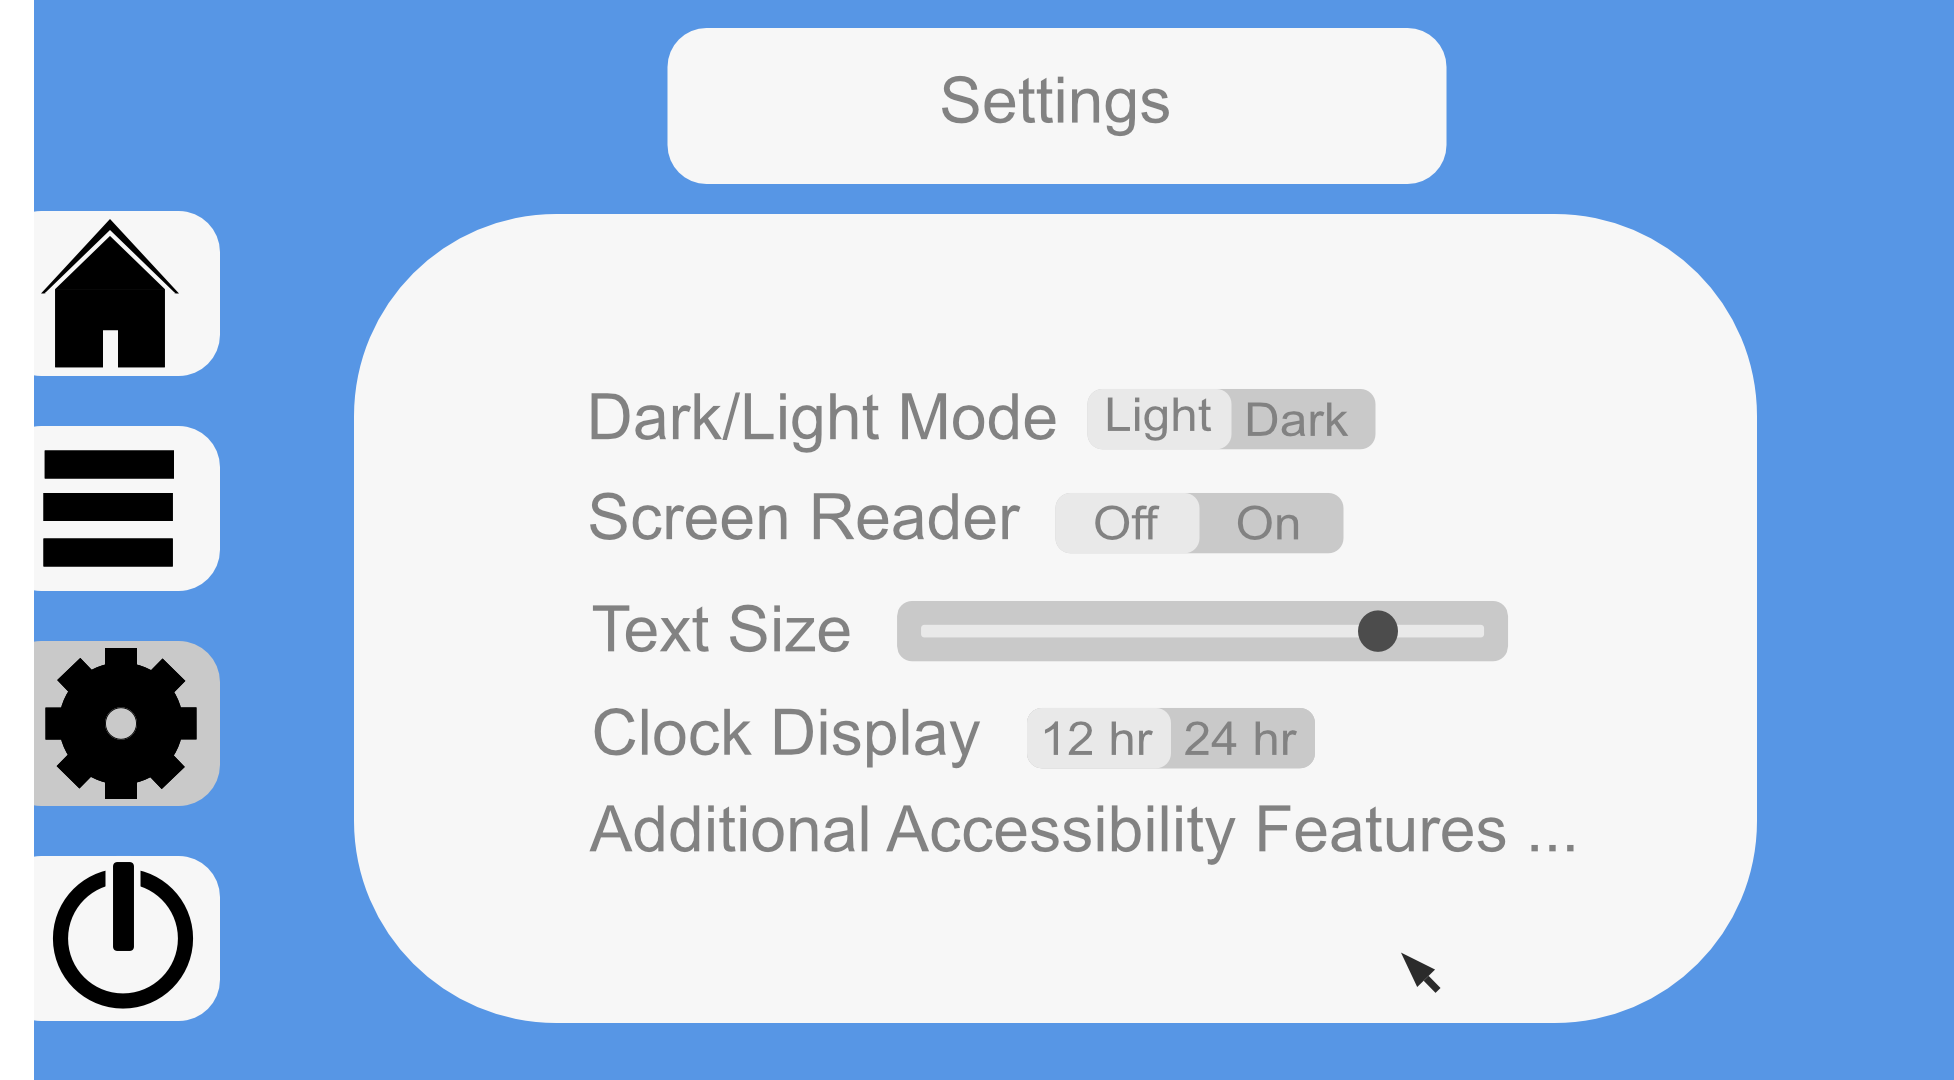 Settings
Dark/Light Mode Light Dark
Screen Reader Off On
Text Size
Clock Display 12 hr 24 hr
Additional Accessibility Features ...